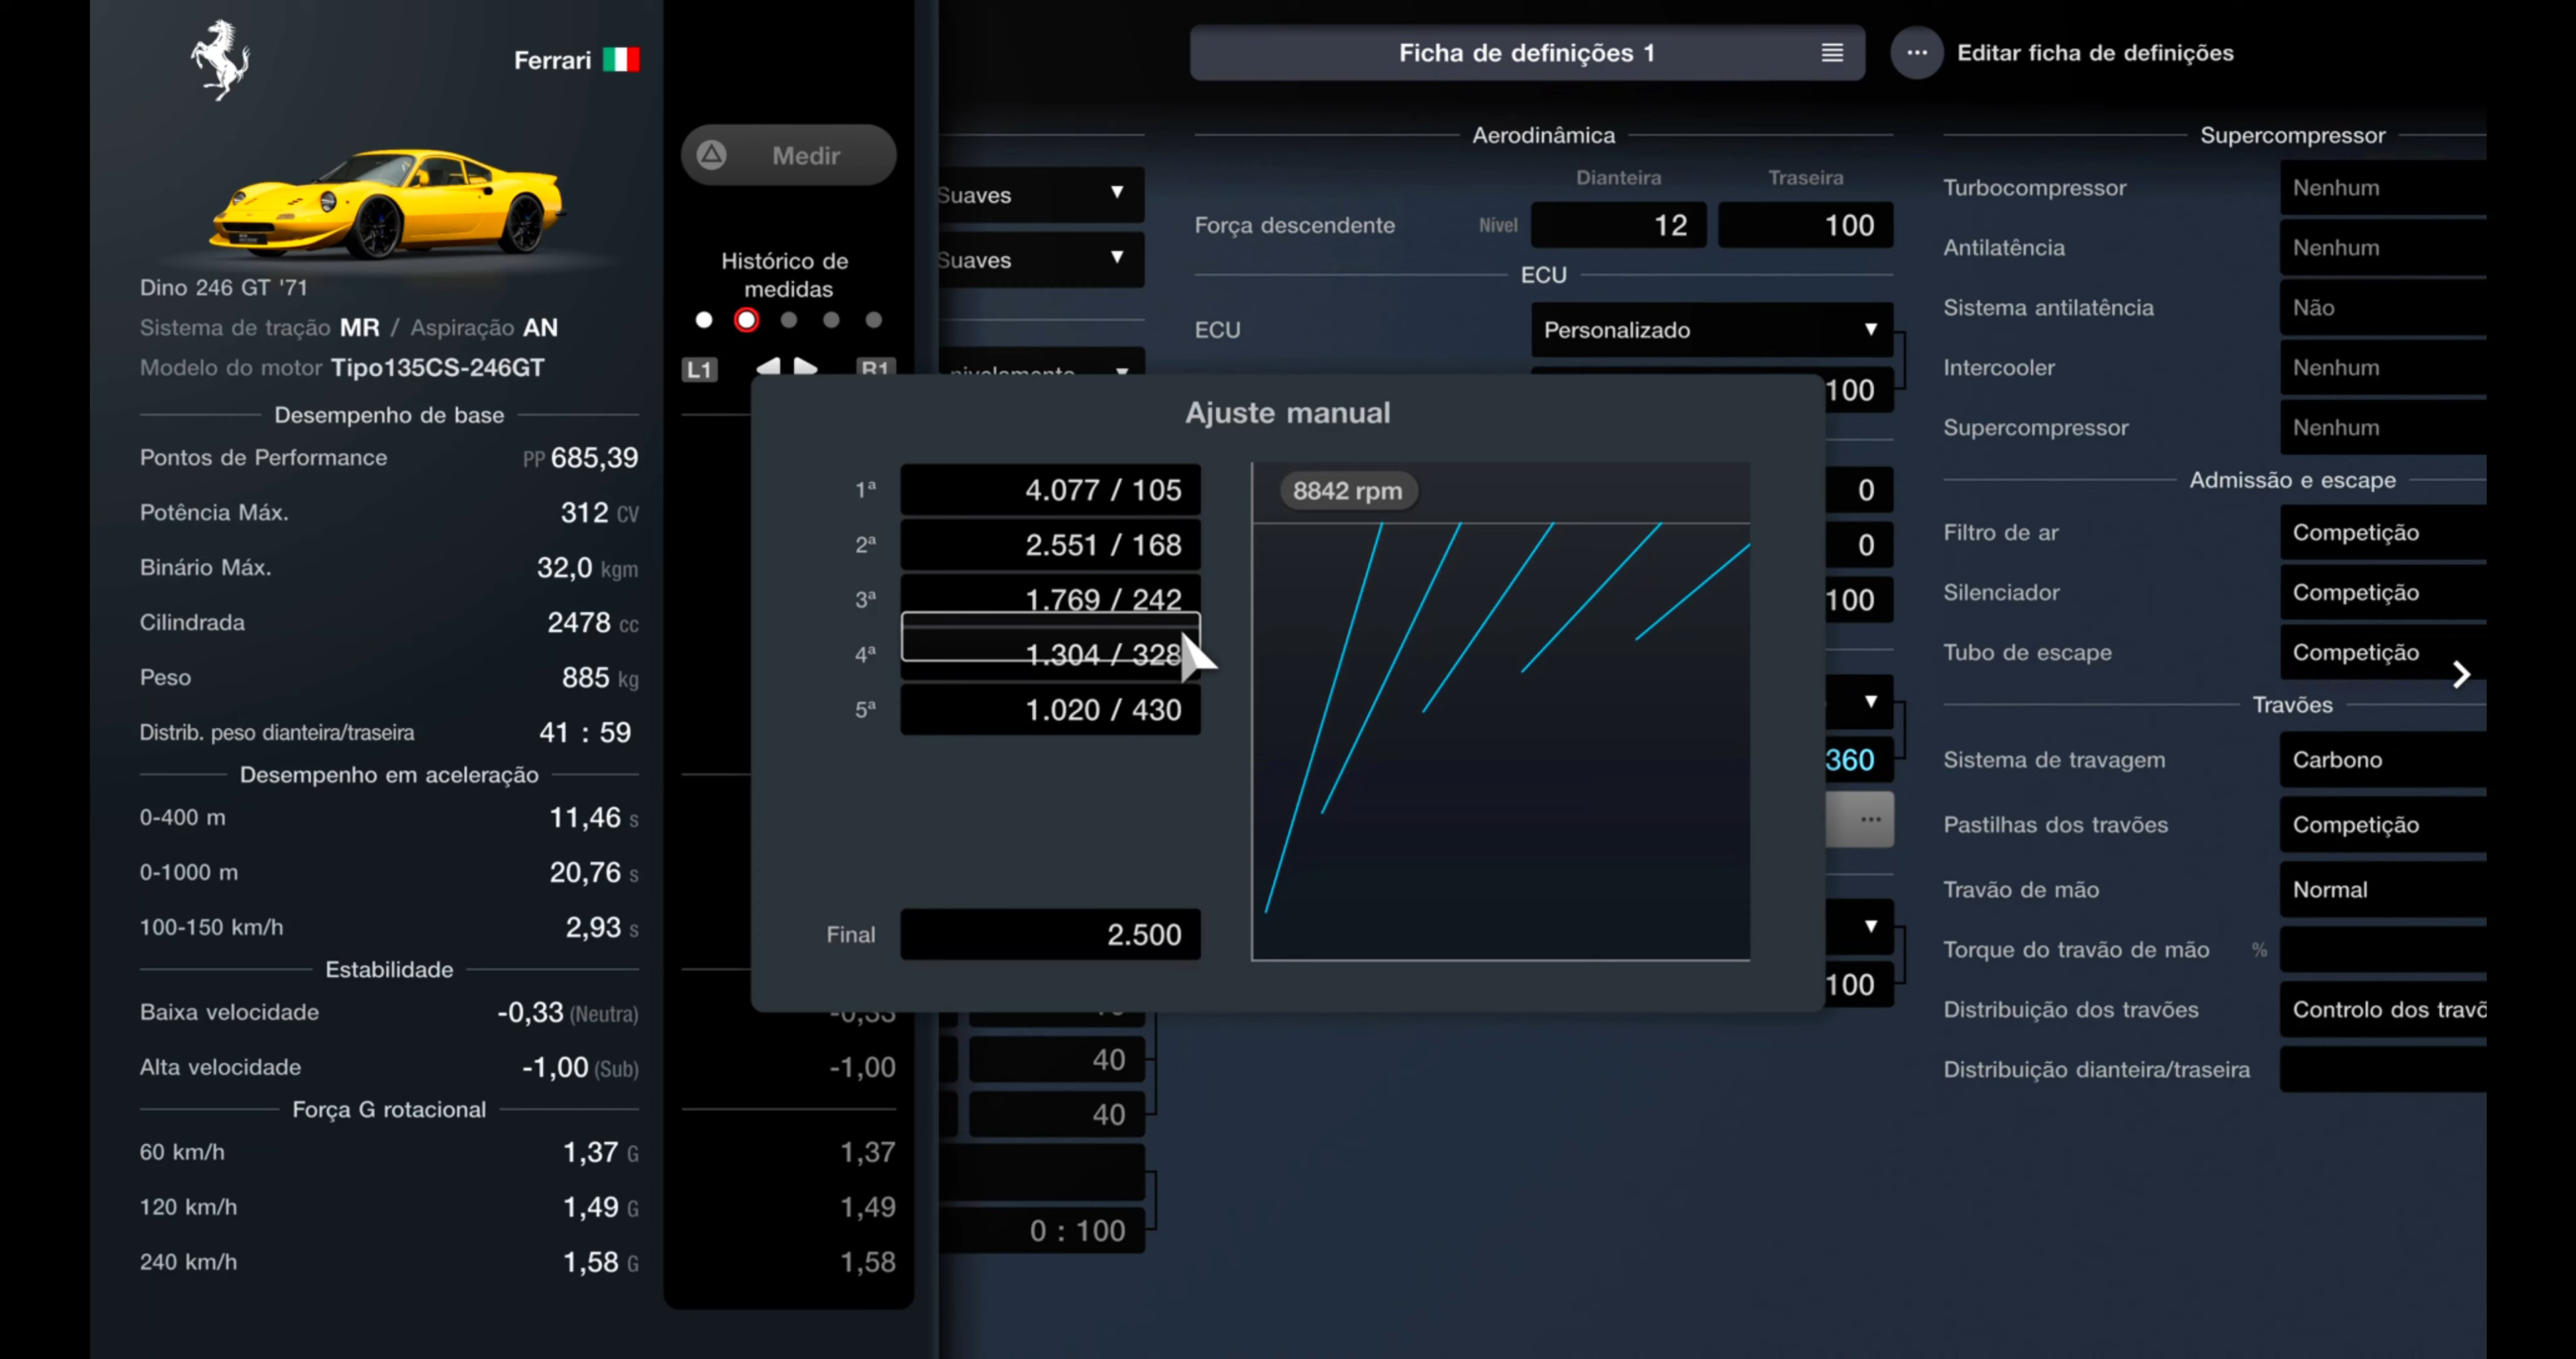 Ferrari
Dino 246 GT '71
Sistema de tração MR / Aspiração AN
Modelo do motor Tipo135CS-246GT
Desempenho de base
Pontos de Performance PP 685,39
Potência Máx. 312 CV
Binário Máx. 32,0 kgm
Cilindrada 2478 cc
Peso 885 kg
Distrib. peso dianteira/traseira 41 : 59
Desempenho em aceleração
0-400 m 11,46 s
0-1000 m 20,76 s
100-150 km/h 2,93 s
Estabilidade
Baixa velocidade -0,33 (Neutra)
Alta velocidade -1,00 (Sub)
Força G rotacional
60 km/h 1,37 G
120 km/h 1,49 G
240 km/h 1,58 G
Medir
Histórico de
medidas
L1 R1
-0,33
-1,00
1,37
1,49
1,58
Suaves
Suaves
nivelamento
40
40
0 : 100
Ficha de definições 1
Editar ficha de definições
Aerodinâmica
Dianteira Traseira
Força descendente Nível 12 100
ECU
ECU Personalizado
100
0
0
100
360
...
100
Ajuste manual
1ª 4.077 / 105
2ª 2.551 / 168
3ª 1.769 / 242
4ª 1.304 / 328
5ª 1.020 / 430
Final 2.500
8842 rpm
Supercompressor
Turbocompressor Nenhum
Antilatência Nenhum
Sistema antilatência Não
Intercooler Nenhum
Supercompressor Nenhum
Admissão e escape
Filtro de ar Competição
Silenciador Competição
Tubo de escape Competição
Travões
Sistema de travagem Carbono
Pastilhas dos travões Competição
Travão de mão Normal
Torque do travão de mão %
Distribuição dos travões Controlo dos travõ
Distribuição dianteira/traseira